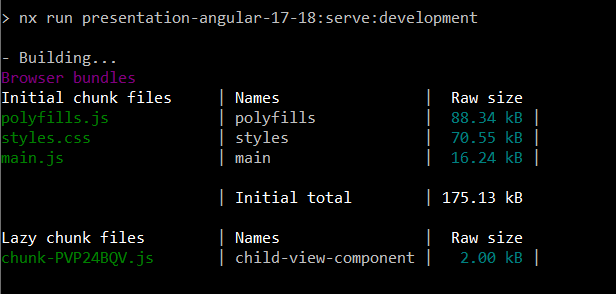 > nx run presentation-angular-17-18:serve:development
- Building...
Browser bundles
Initial chunk files | Names | Raw size
polyfills.js | polyfills | 88.34 kB |
styles.css | styles | 70.55 kB |
main.js | main | 16.24 kB |
| Initial total | 175.13 kB
Lazy chunk files | Names | Raw size
chunk-PVP24BQV.js | child-view-component | 2.00 kB |